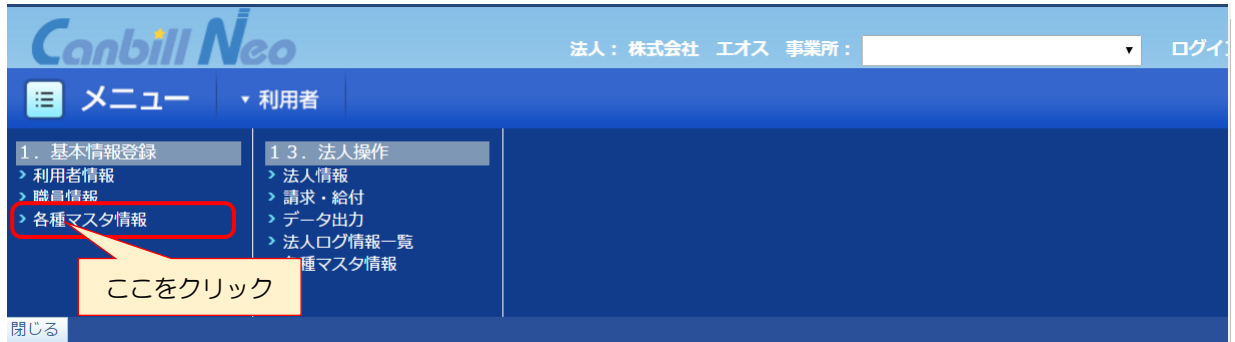 Canbill Neo
法人： 株式会社 エオス 事業所：
ログイ
メニュー
利用者
1．基本情報登録
利用者情報
職員情報
各種マスタ情報
13．法人操作
法人情報
請求・給付
データ出力
法人ログ情報一覧
種マスタ情報
ここをクリック
閉じる